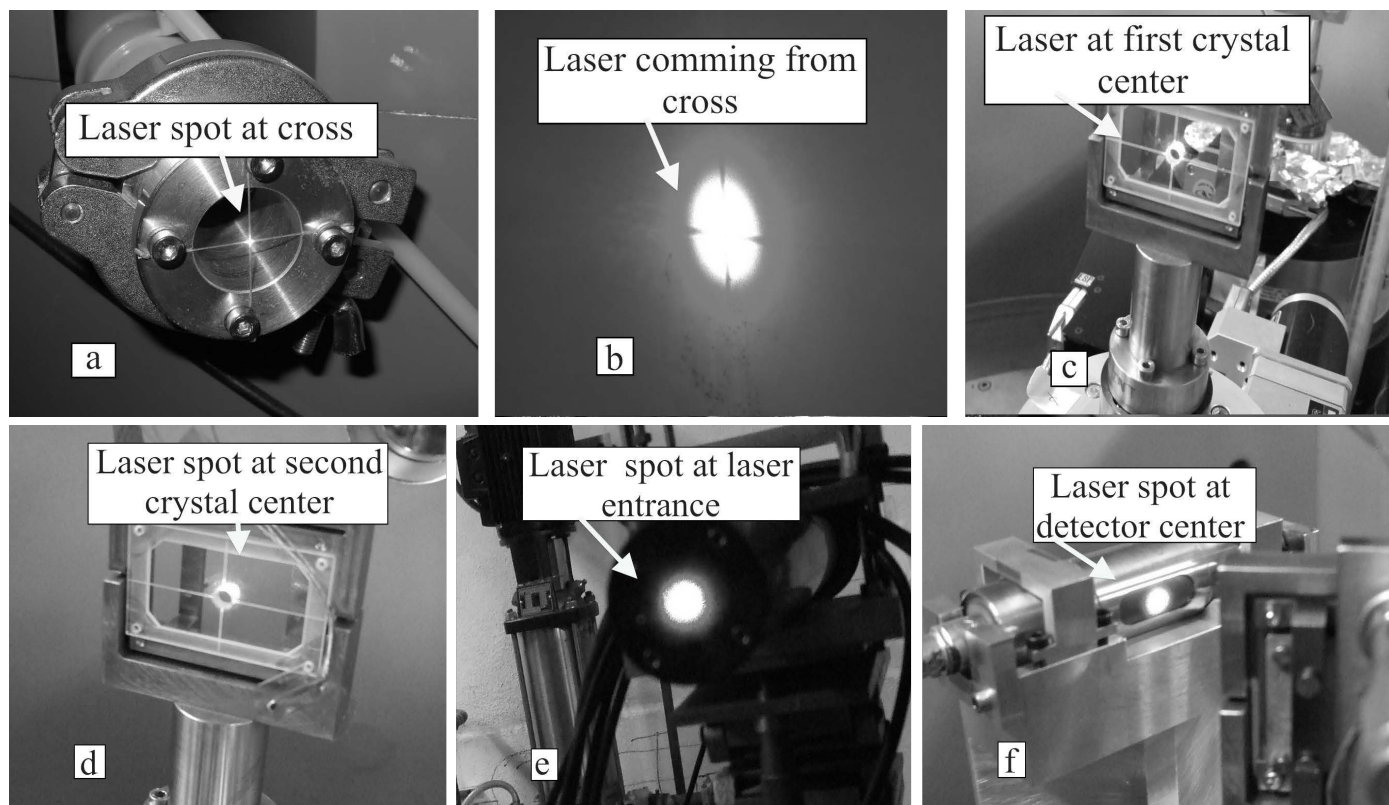 Laser spot at cross
a
Laser comming from
cross
b
Laser at first crystal
center
c
Laser spot at second
crystal center
d
Laser spot at laser
entrance
e
Laser spot at
detector center
f